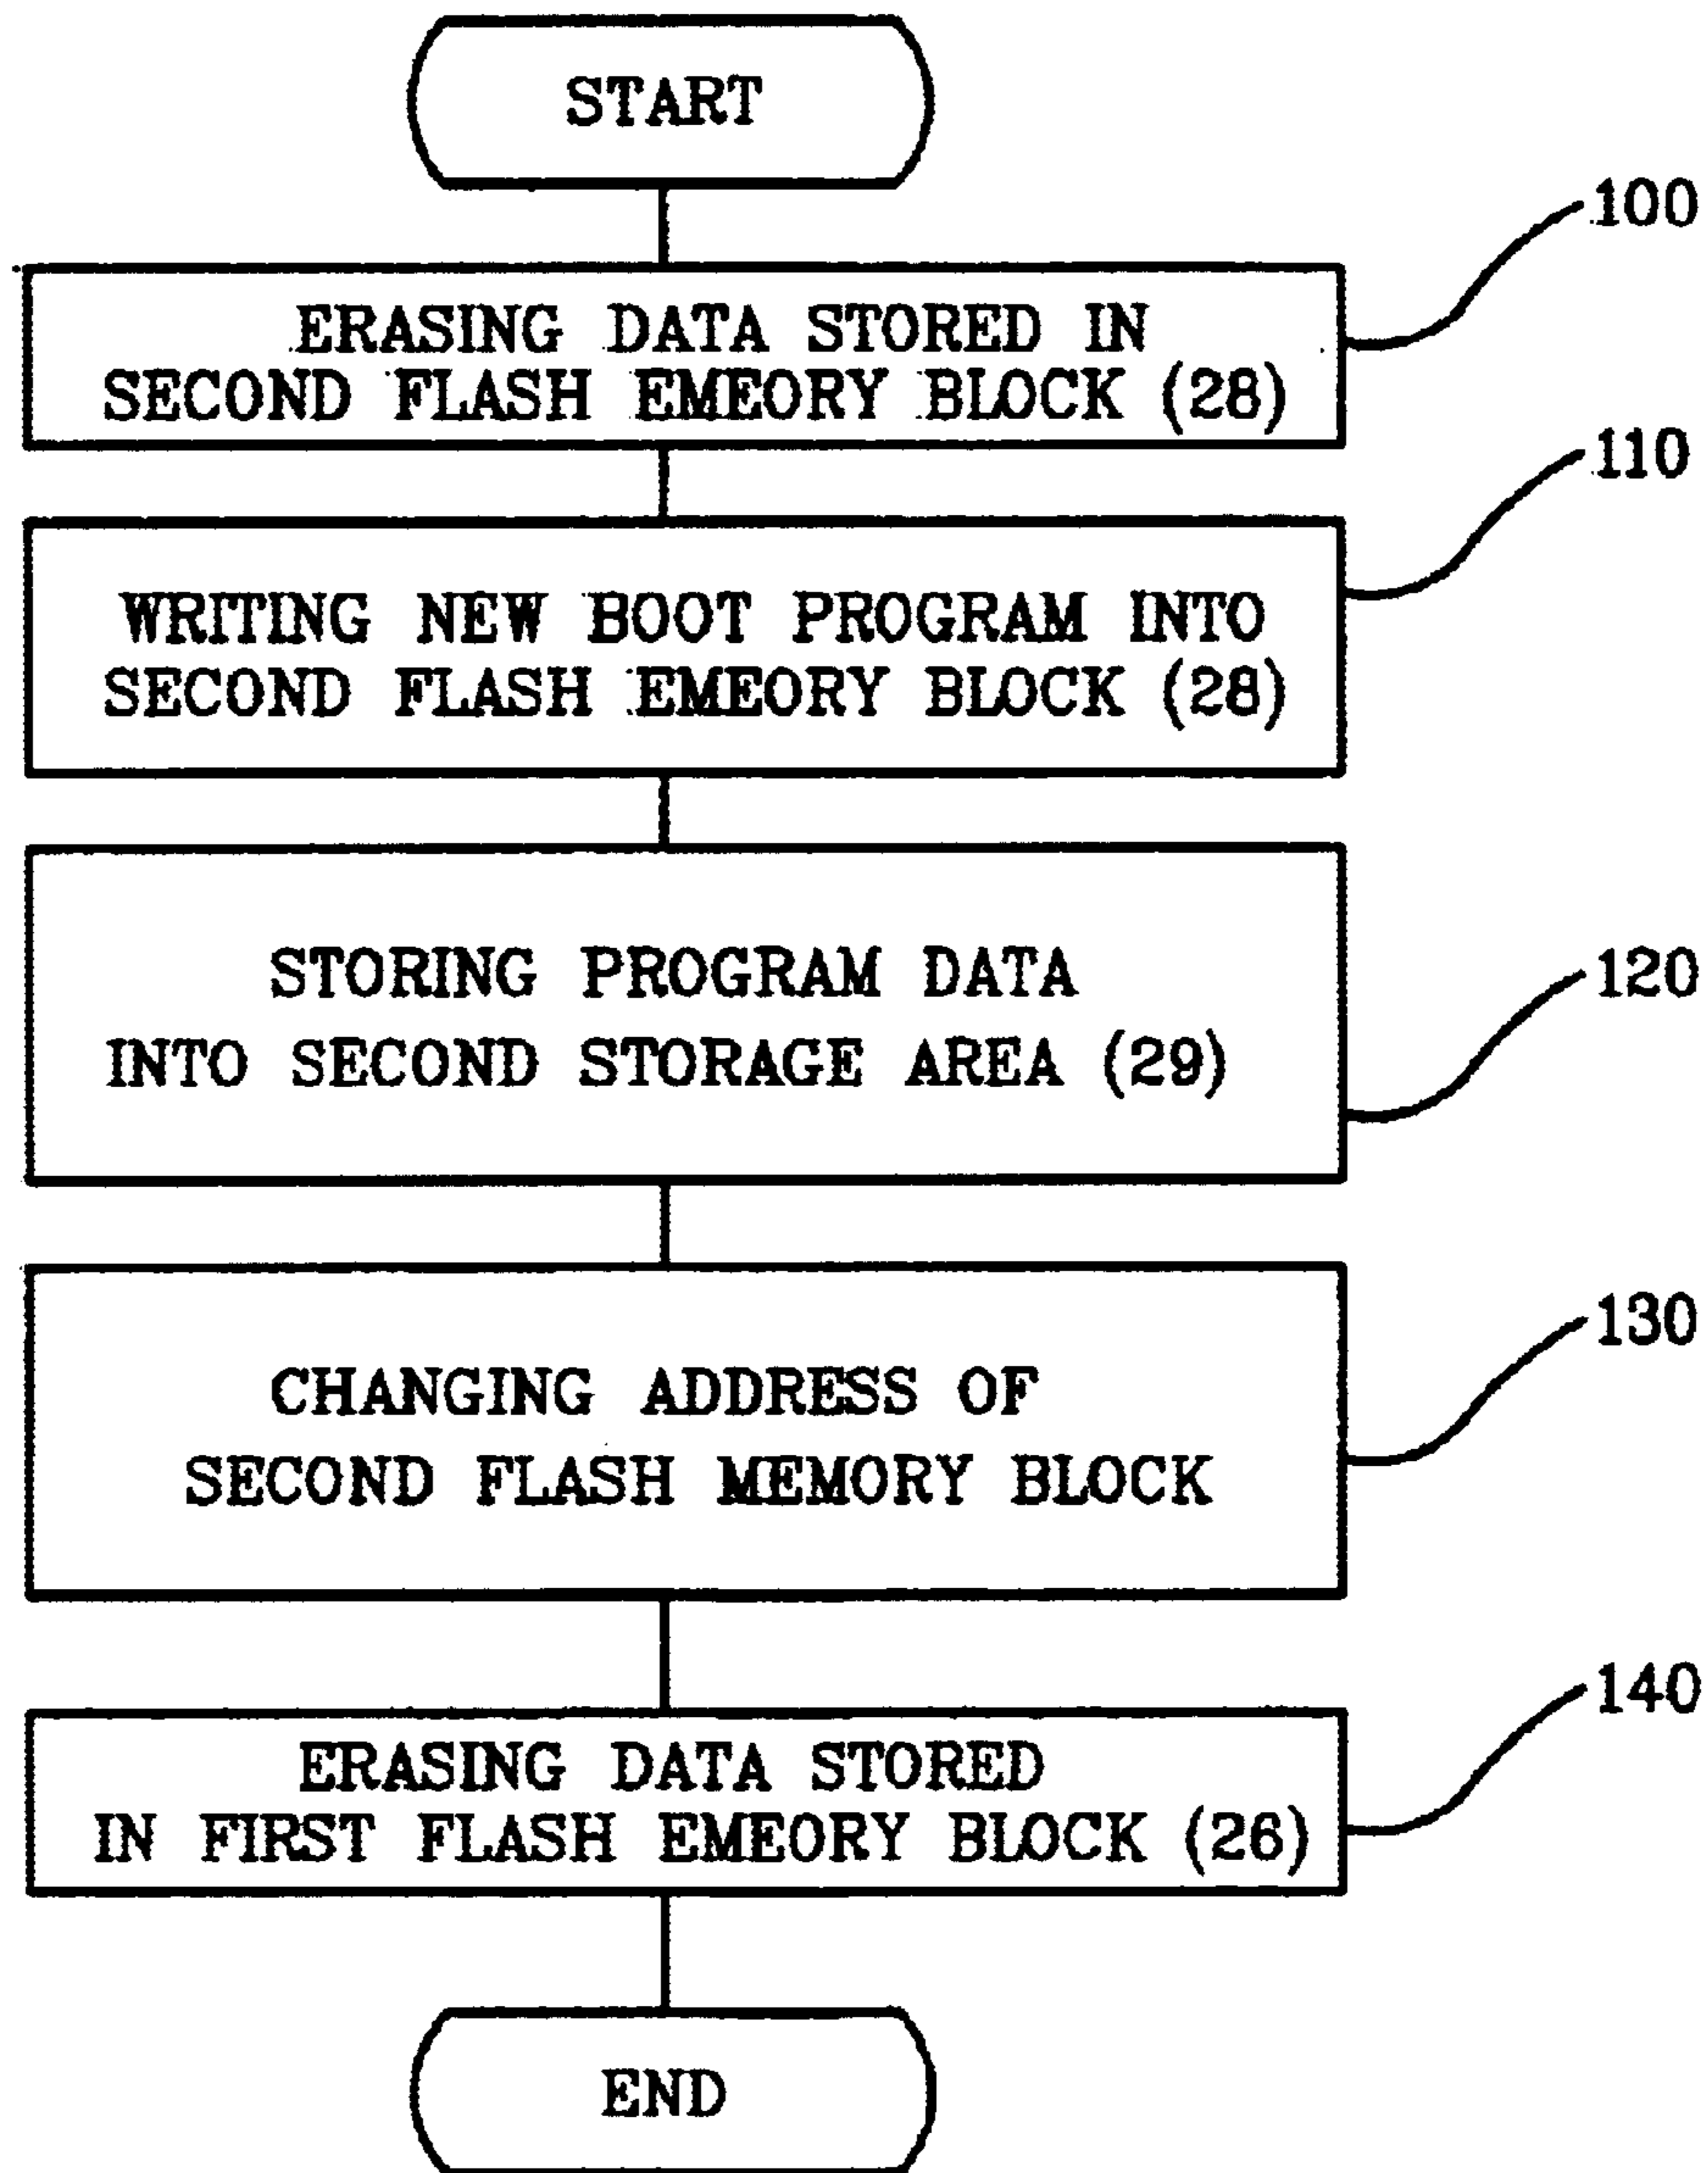 START
100
ERASING DATA STORED IN
SECOND FLASH EMEORY BLOCK (28)
110
WRITING NEW BOOT PROGRAM INTO
SECOND FLASH EMEORY BLOCK (28)
STORING PROGRAM DATA
120
INTO SECOND STORAGE AREA (29)
130
CHANGING ADDRESS OF
SECOND FLASH MEMORY BLOCK
140
ERASING DATA STORED
IN FIRST FLASH EMEORY BLOCK (26)
END